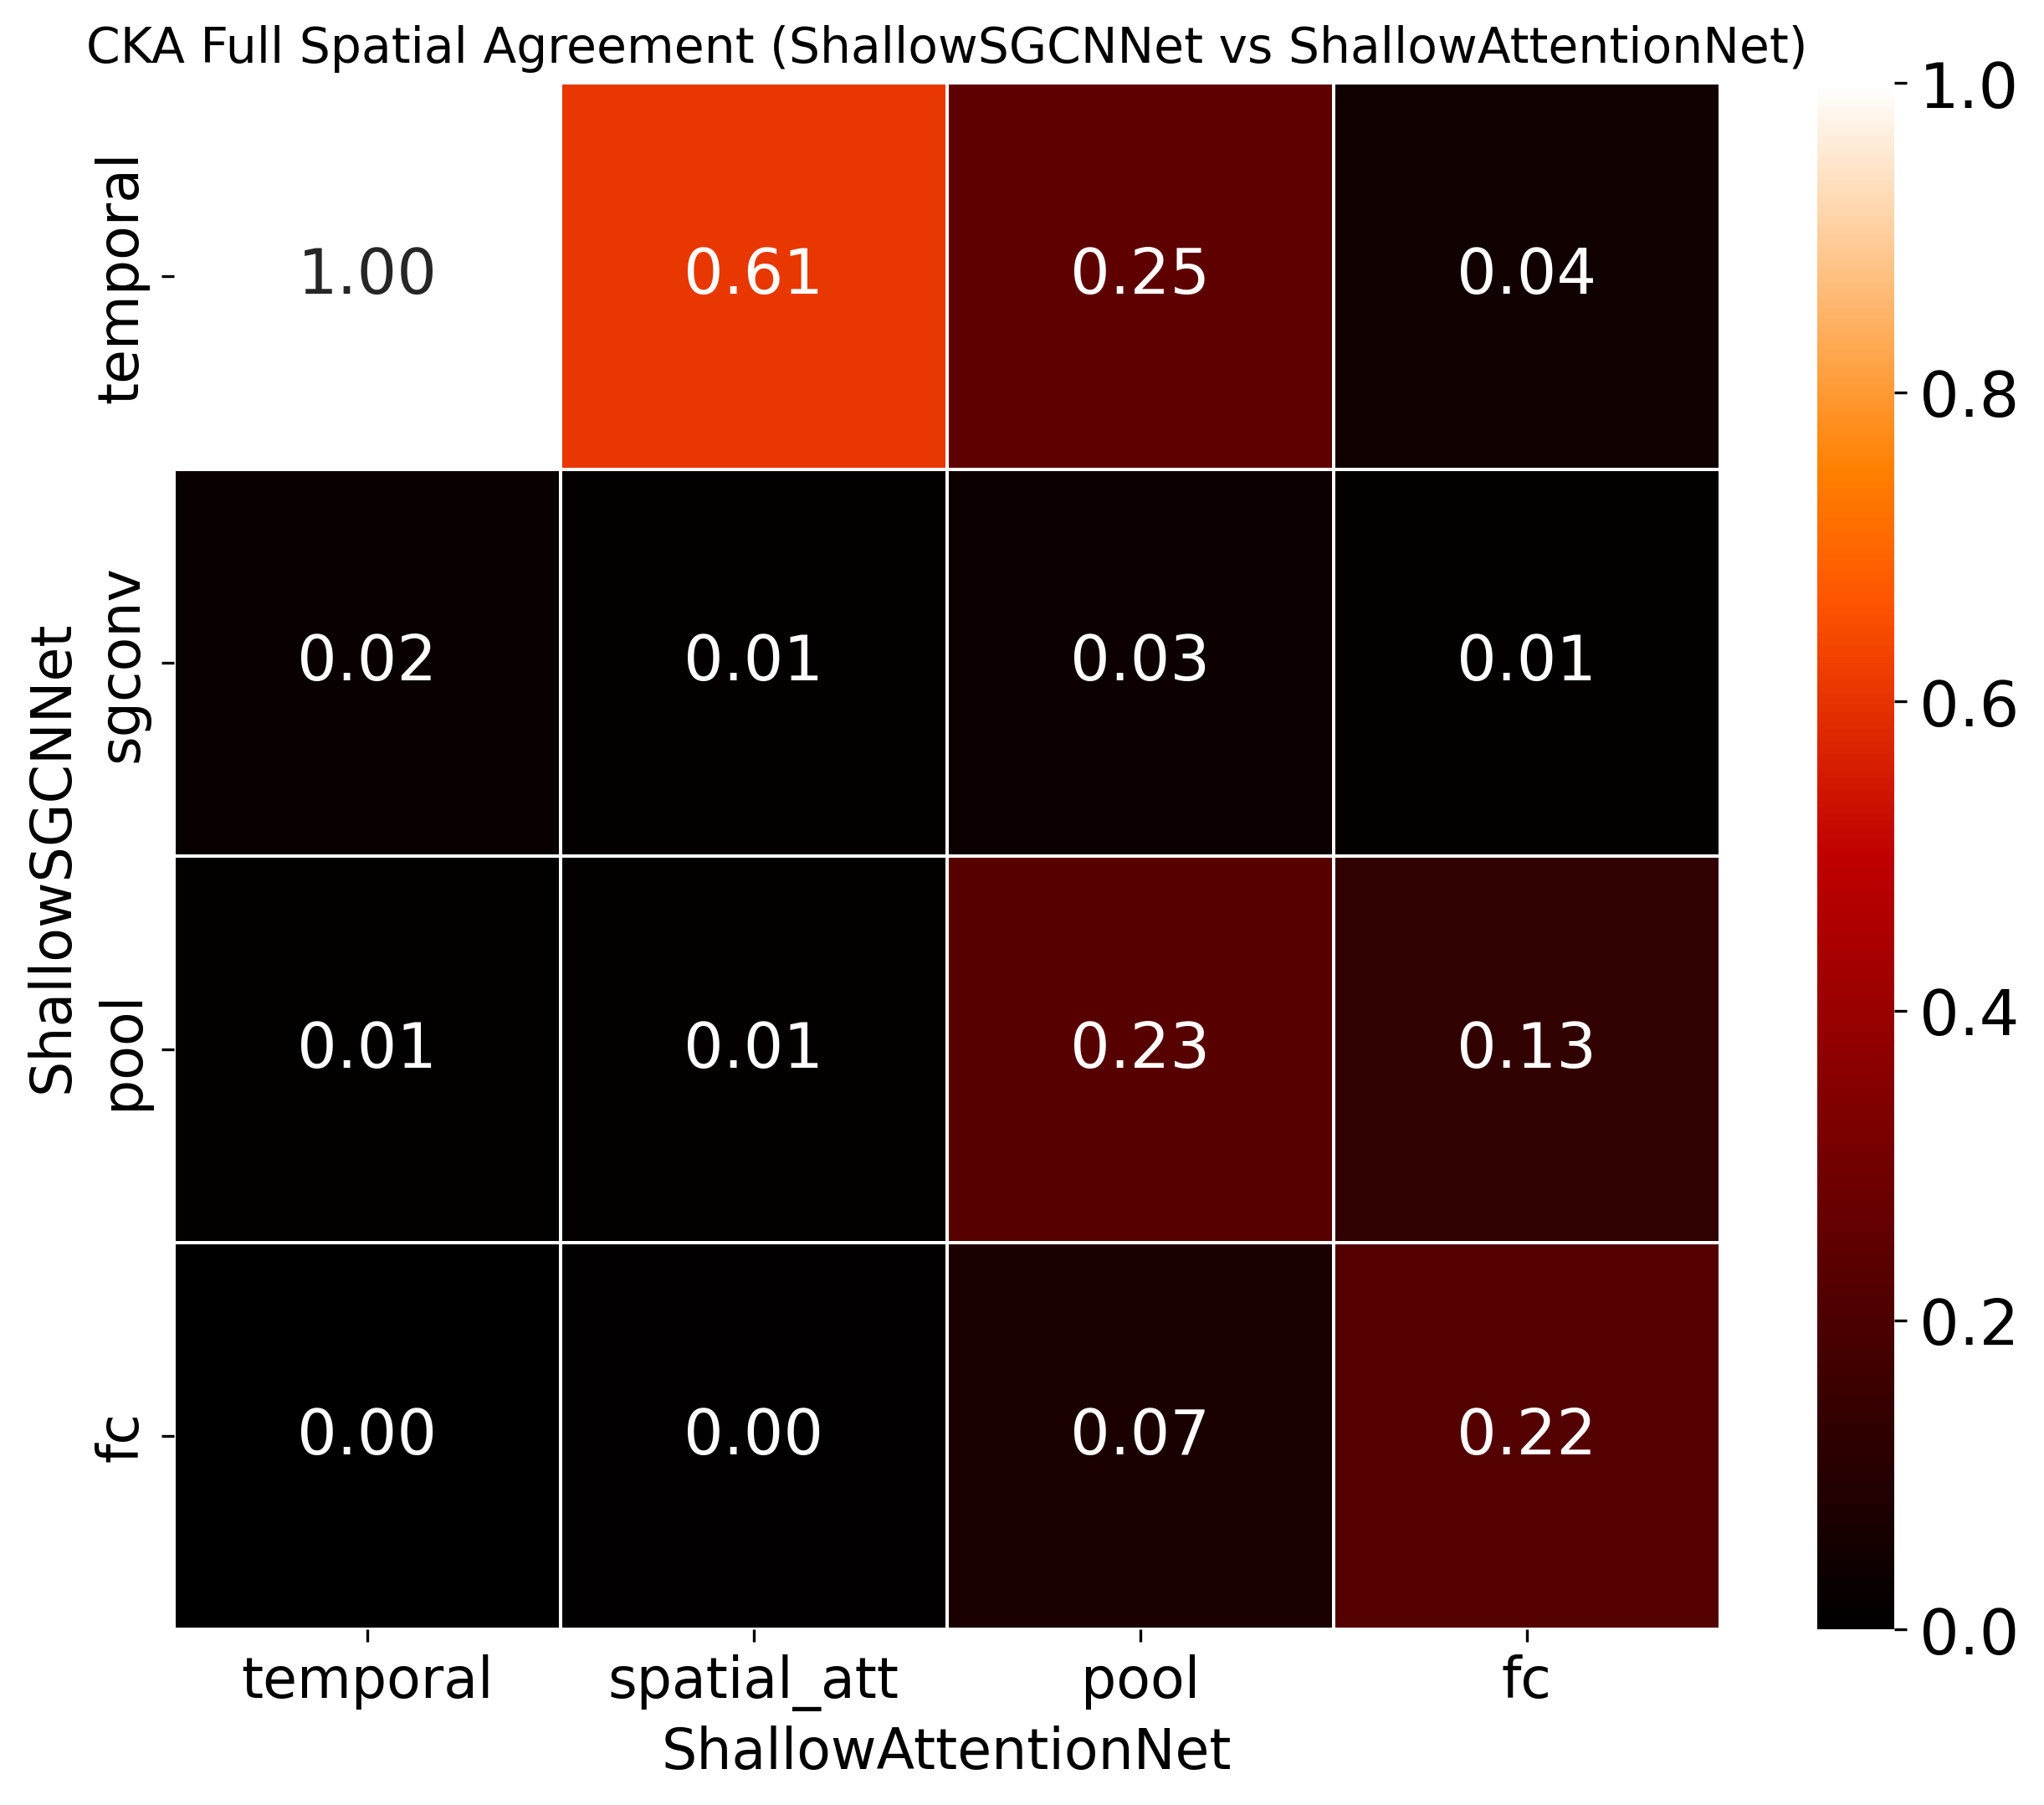 CKA Full Spatial Agreement (ShallowSGCNNet vs ShallowAttentionNet)
ShallowSGCNNet
temporal
1.00 0.61 0.25 0.04
sgconv
0.02 0.01 0.03 0.01
pool
0.01 0.01 0.23 0.13
fc
0.00 0.00 0.07 0.22
temporal spatial_att pool fc
ShallowAttentionNet
1.0
0.8
0.6
0.4
0.2
0.0